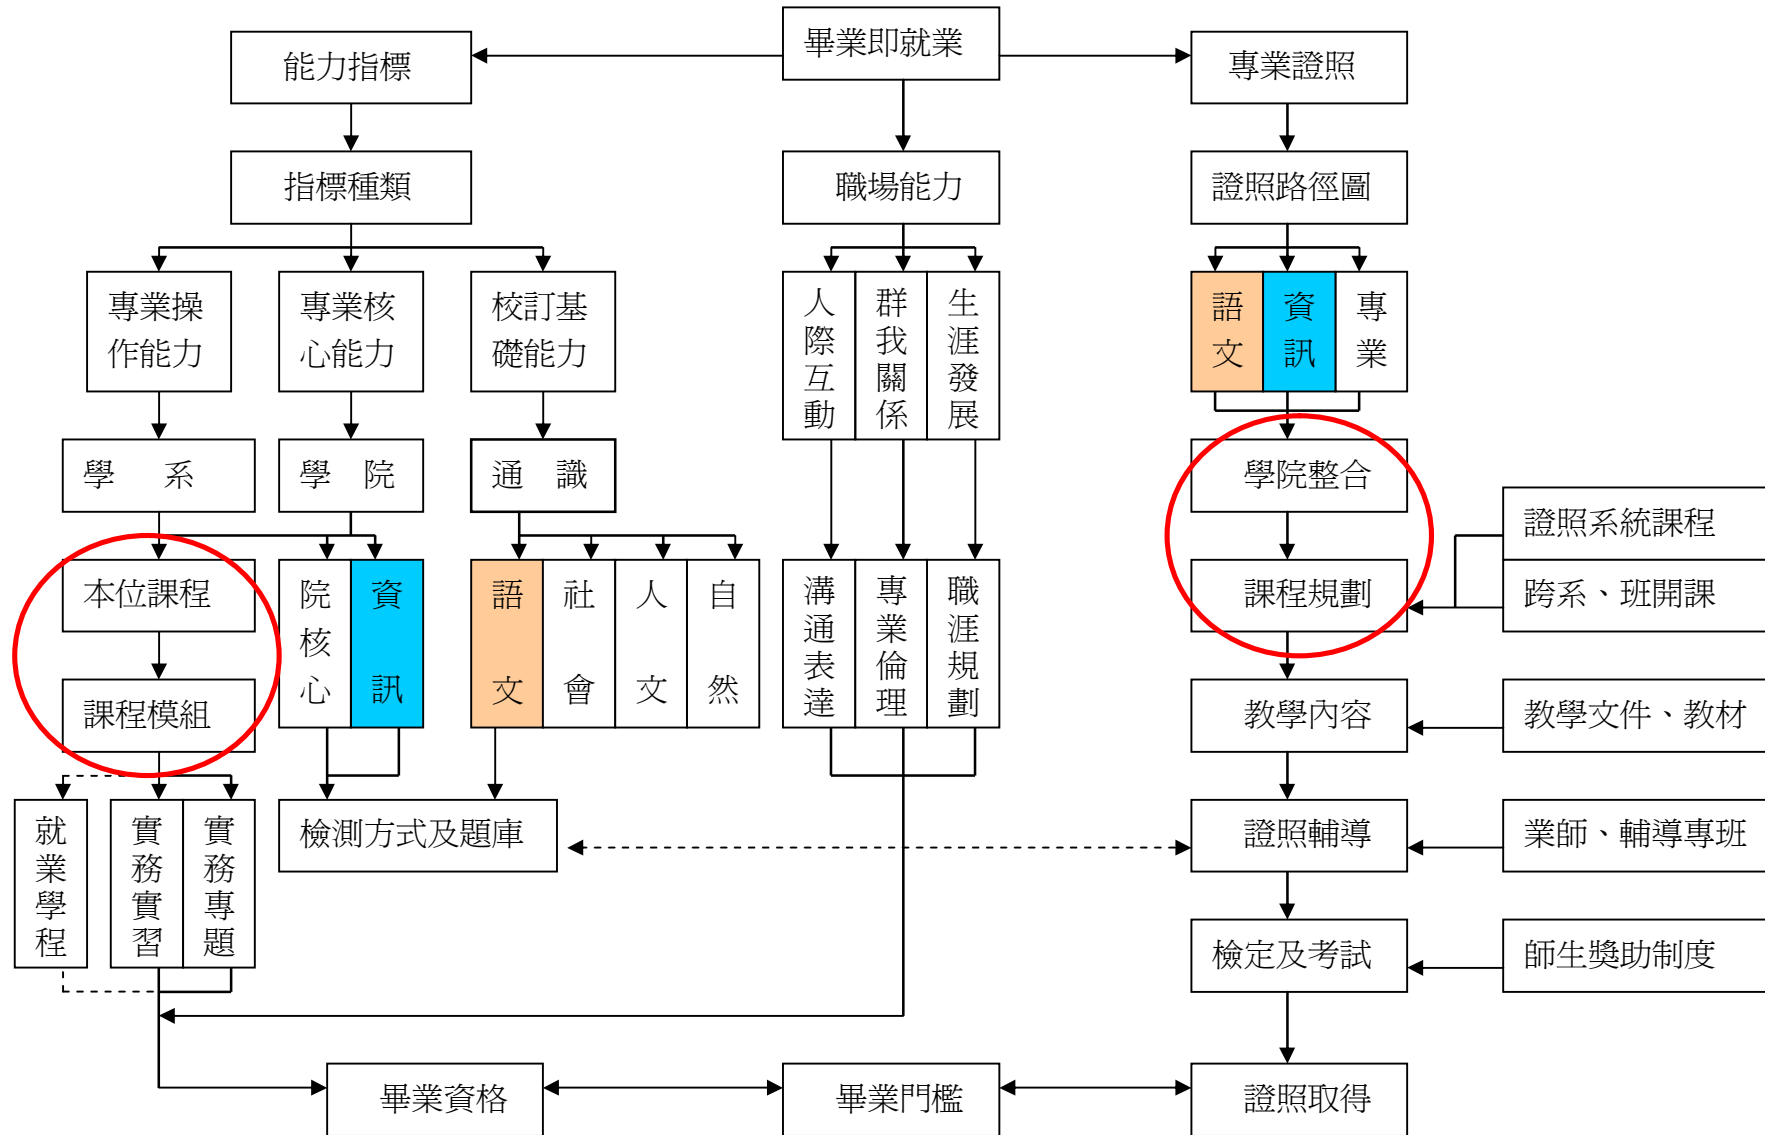 畢業即就業
能力指標
專業證照
指標種類
職場能力
證照路徑圖
專業操
作能力
專業核
心能力
校訂基
礎能力
人際互動
群我關係
生涯發展
語文
資訊
專業
學 系
學 院
通 識
學院整合
證照系統課程
本位課程
院核心
資訊
語文
社會
人文
自然
溝通表達
專業倫理
職涯規劃
課程規劃
跨系、班開課
課程模組
教學內容
教學文件、教材
就業學程
實務實習
實務專題
檢測方式及題庫
證照輔導
業師、輔導專班
檢定及考試
師生獎助制度
畢業資格
畢業門檻
證照取得